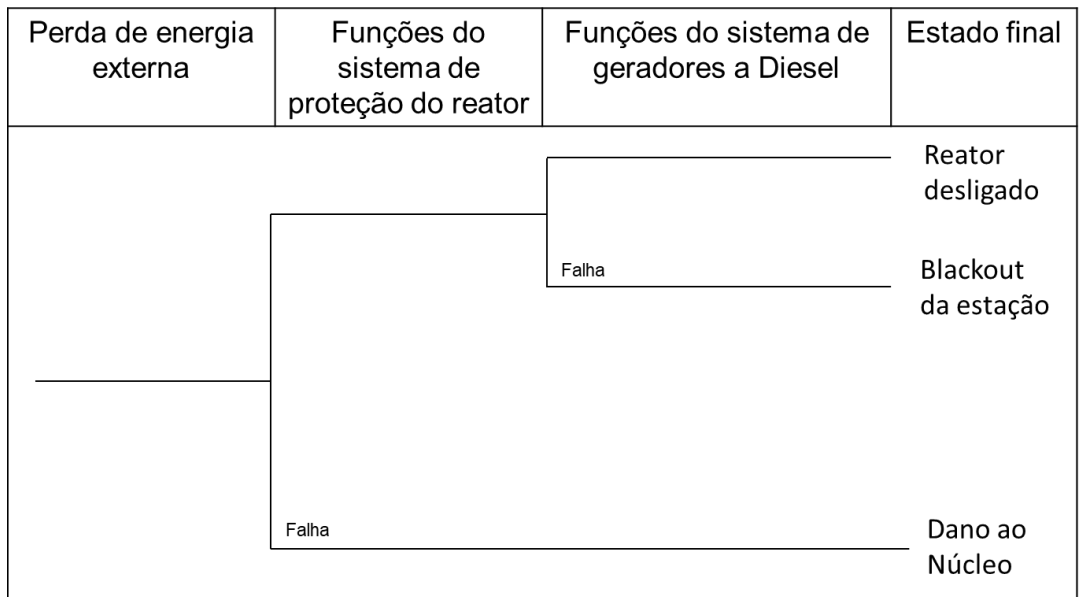 Perda de energia
externa
Funções do
sistema de
proteção do reator
Funções do sistema de
geradores a Diesel
Estado final
Reator
desligado
Falha
Blackout
da estação
Falha
Dano ao
Núcleo